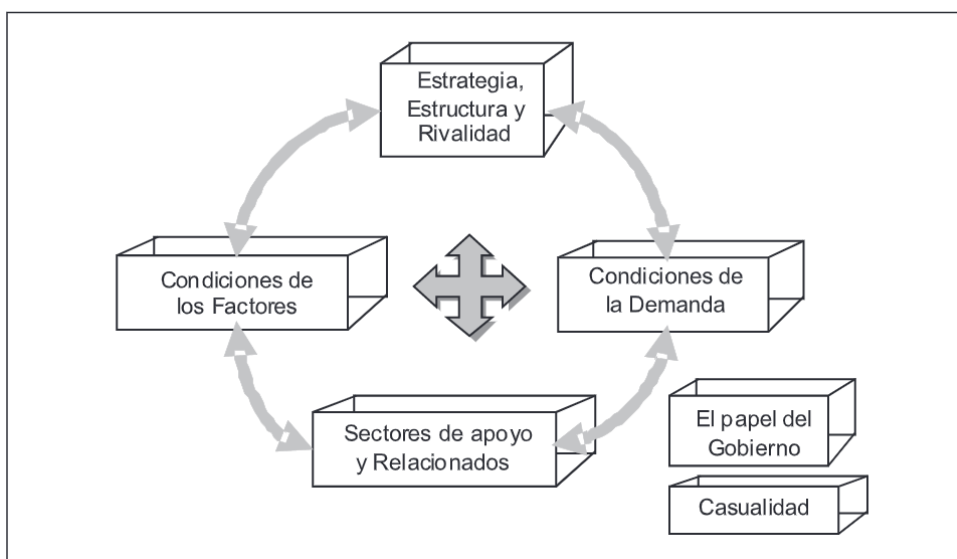 Estrategia,
Estructura y
Rivalidad
Condiciones de
los Factores
Condiciones de
la Demanda
Sectores de apoyo
y Relacionados
El papel del
Gobierno
Casualidad